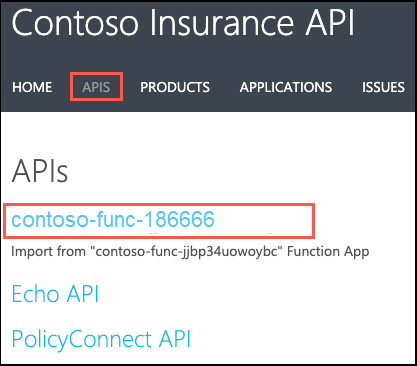 Contoso Insurance API
HOME APIS PRODUCTS APPLICATIONS ISSUES
APIs
contoso-func-186666
Import from "contoso-func-jjbp34uowoybc" Function App
Echo API
PolicyConnect API